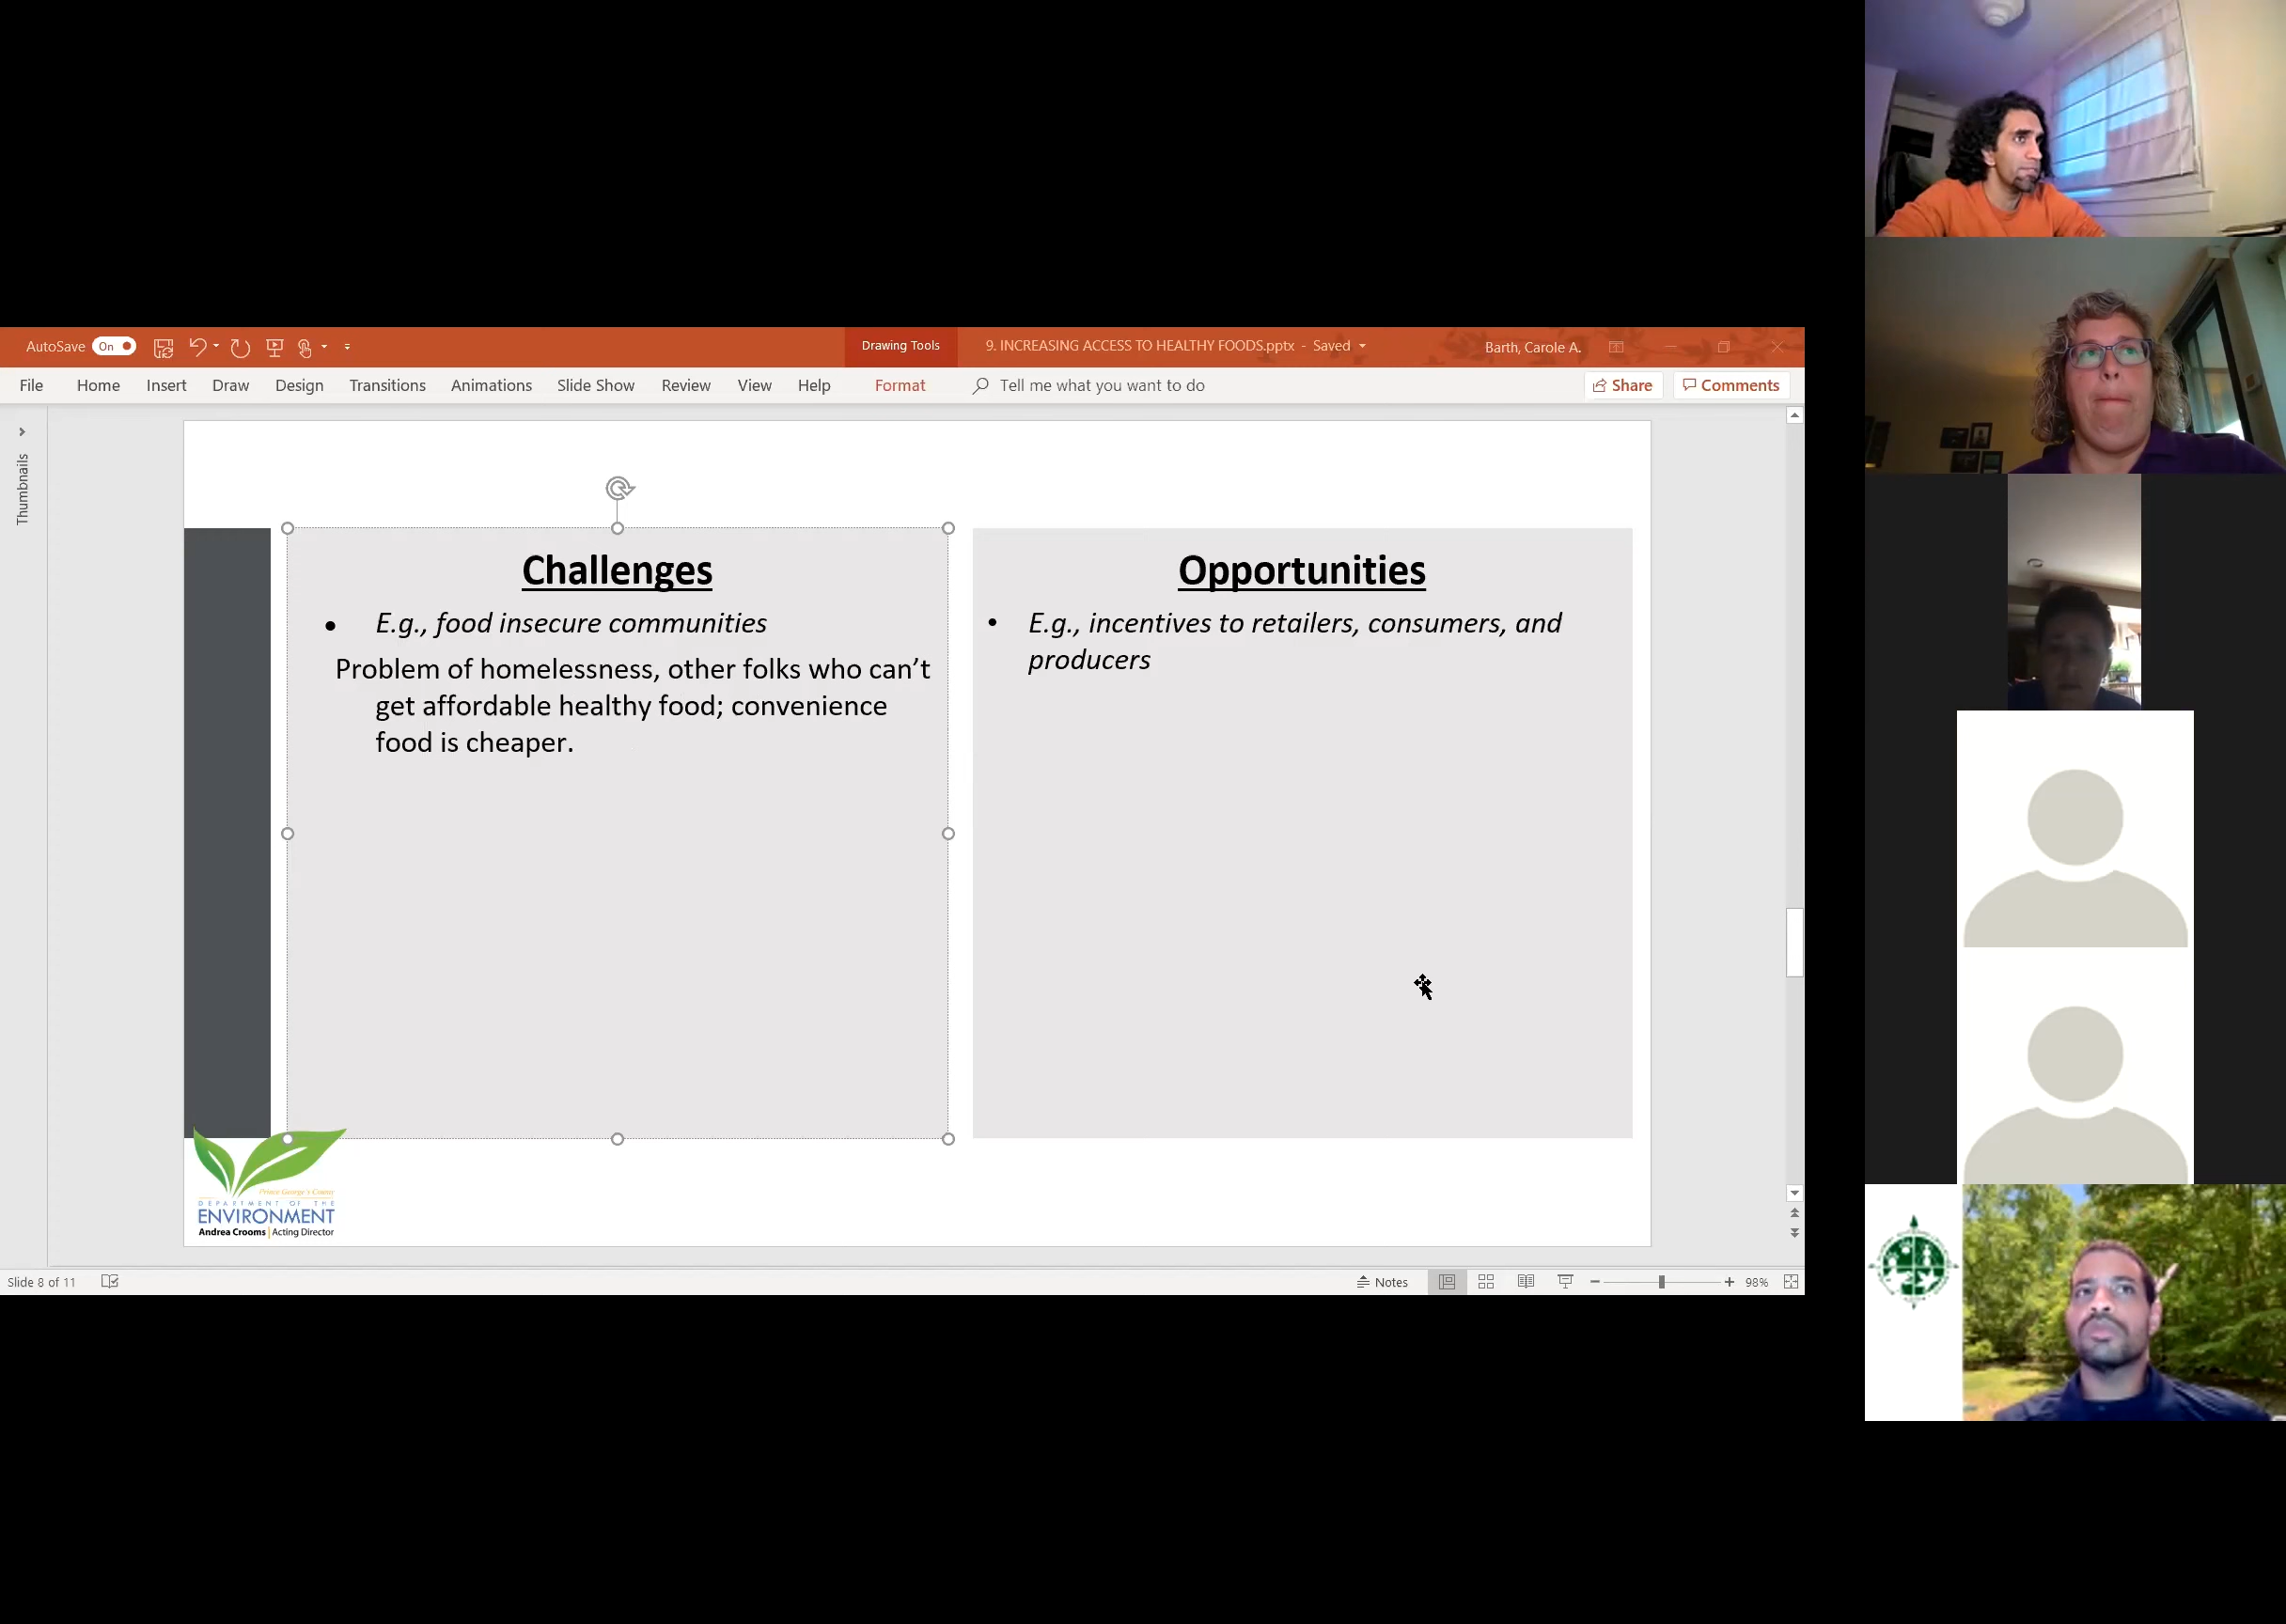 AutoSave On
Drawing Tools
9. INCREASING ACCESS TO HEALTHY FOODS.pptx - Saved
Barth, Carole A.
File Home Insert Draw Design Transitions Animations Slide Show Review View Help Format Tell me what you want to do Share Comments
Thumbnails
Challenges
• E.g., food insecure communities
Problem of homelessness, other folks who can’t
get affordable healthy food; convenience
food is cheaper.
Opportunities
• E.g., incentives to retailers, consumers, and
producers
Prince George's County
DEPARTMENT OF THE
ENVIRONMENT
Andrea Crooms | Acting Director
Slide 8 of 11
Notes
98%